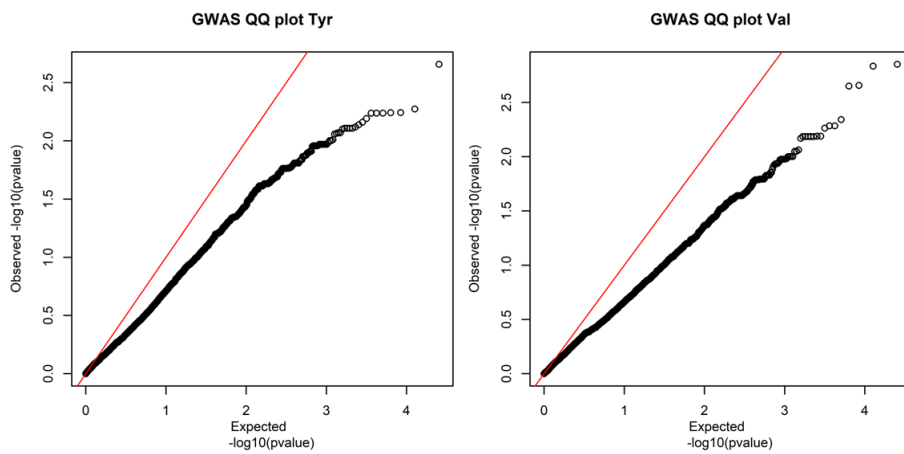 GWAS QQ plot Tyr
Observed -log10(pvalue)
2.5
2.0
1.5
1.0
0.5
0.0
0 1 2 3 4
Expected
-log10(pvalue)
GWAS QQ plot Val
Observed -log10(pvalue)
2.5
2.0
1.5
1.0
0.5
0.0
0 1 2 3 4
Expected
-log10(pvalue)